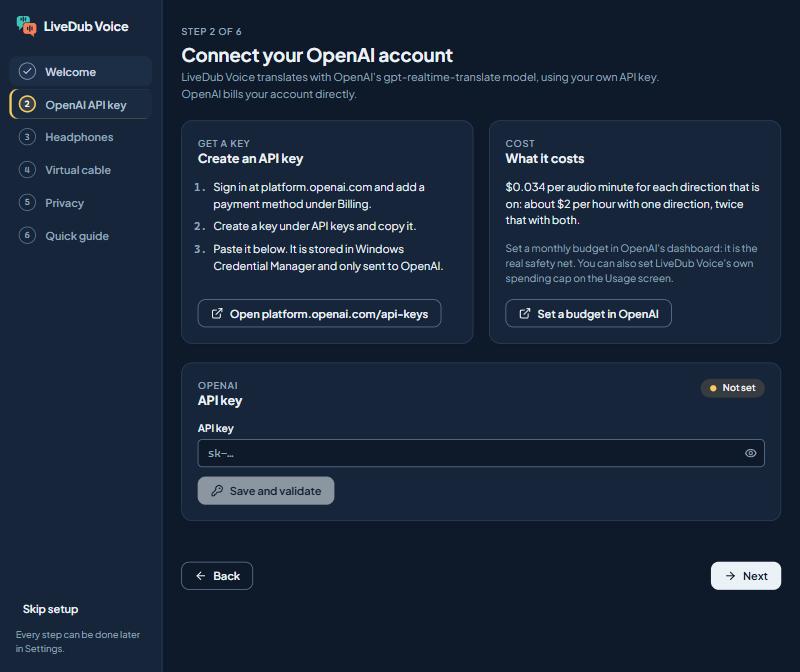 LiveDub Voice
Welcome
2 OpenAI API key
3 Headphones
4 Virtual cable
5 Privacy
6 Quick guide
Skip setup
Every step can be done later
in Settings.
STEP 2 OF 6
Connect your OpenAI account
LiveDub Voice translates with OpenAI's gpt-realtime-translate model, using your own API key.
OpenAI bills your account directly.
GET A KEY
Create an API key
1. Sign in at platform.openai.com and add a
payment method under Billing.
2. Create a key under API keys and copy it.
3. Paste it below. It is stored in Windows
Credential Manager and only sent to OpenAI.
Open platform.openai.com/api-keys
COST
What it costs
$0.034 per audio minute for each direction that is
on: about $2 per hour with one direction, twice
that with both.
Set a monthly budget in OpenAI's dashboard: it is the
real safety net. You can also set LiveDub Voice's own
spending cap on the Usage screen.
Set a budget in OpenAI
OPENAI
API key
Not set
API key
sk-…
Save and validate
Back
Next